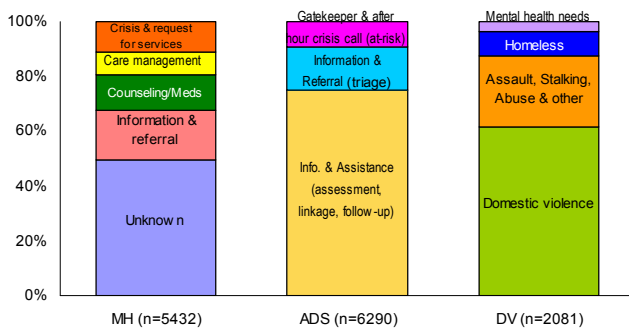 100%
80%
60%
40%
20%
0%
Crisis & request
for services
Care management
Counseling/Meds
Information &
referral
Unknown
MH (n=5432)
Gatekeeper & after
hour crisis call (at-risk)
Information &
Referral (triage)
Info. & Assistance
(assessment,
linkage, follow-up)
ADS (n=6290)
Mental health needs
Homeless
Assault, Stalking,
Abuse & other
Domestic violence
DV (n=2081)